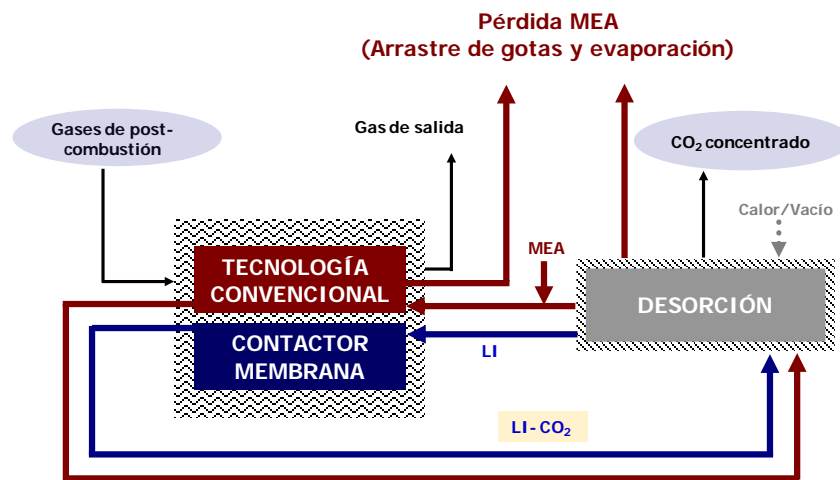 Pérdida MEA
(Arrastre de gotas y evaporación)
Gases de post-
combustión
Gas de salida
CO₂ concentrado
Calor/Vacío
MEA
TECNOLOGÍA
CONVENCIONAL
DESORCIÓN
CONTACTOR
MEMBRANA
LI
LI-CO₂